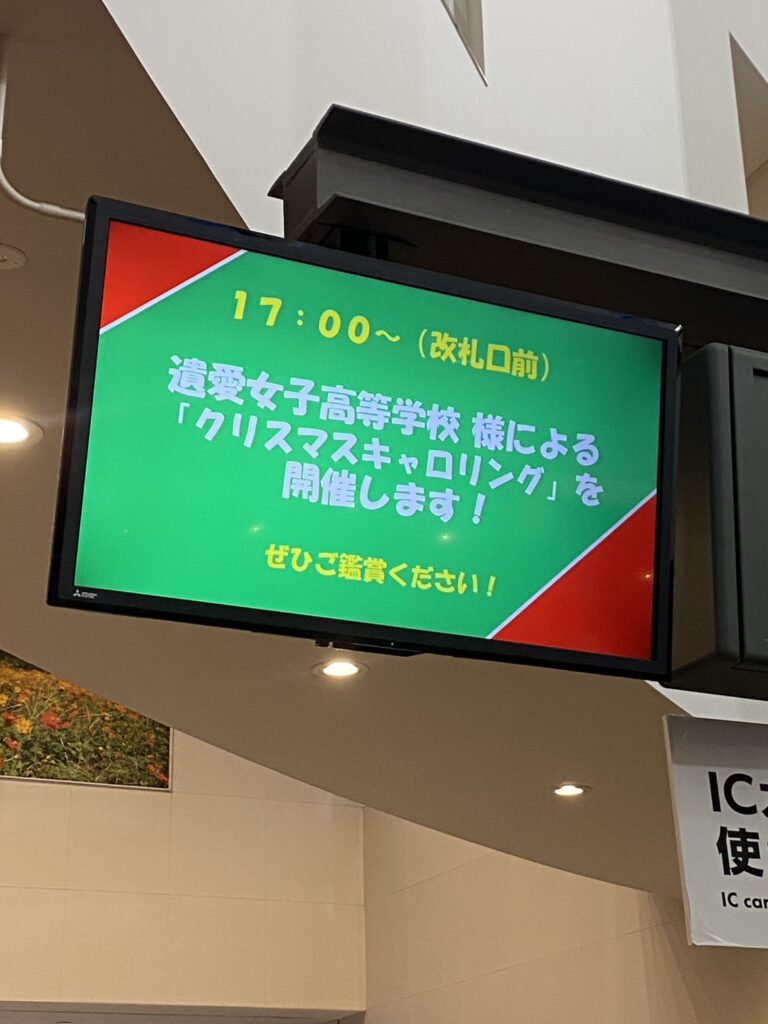 17：00～（改札口前）
遺愛女子高等学校 様による
「クリスマスキャロリング」を
開催します！
ぜひご鑑賞ください！
IC
使
IC car